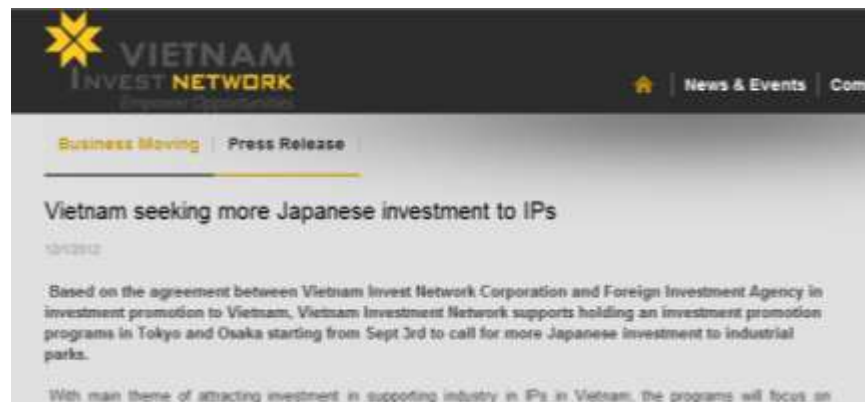 VIETNAM
INVEST NETWORK
Empower Opportunities
News & Events Com
Business Moving Press Release
Vietnam seeking more Japanese investment to IPs
Based on the agreement between Vietnam Invest Network Corporation and Foreign Investment Agency in
investment promotion to Vietnam, Vietnam Investment Network supports holding an investment promotion
programs in Tokyo and Osaka starting from Sept 3rd to call for more Japanese investment to industrial
parks.
With main theme of attracting investment in supporting industry in IPs in Vietnam, the programs will focus on